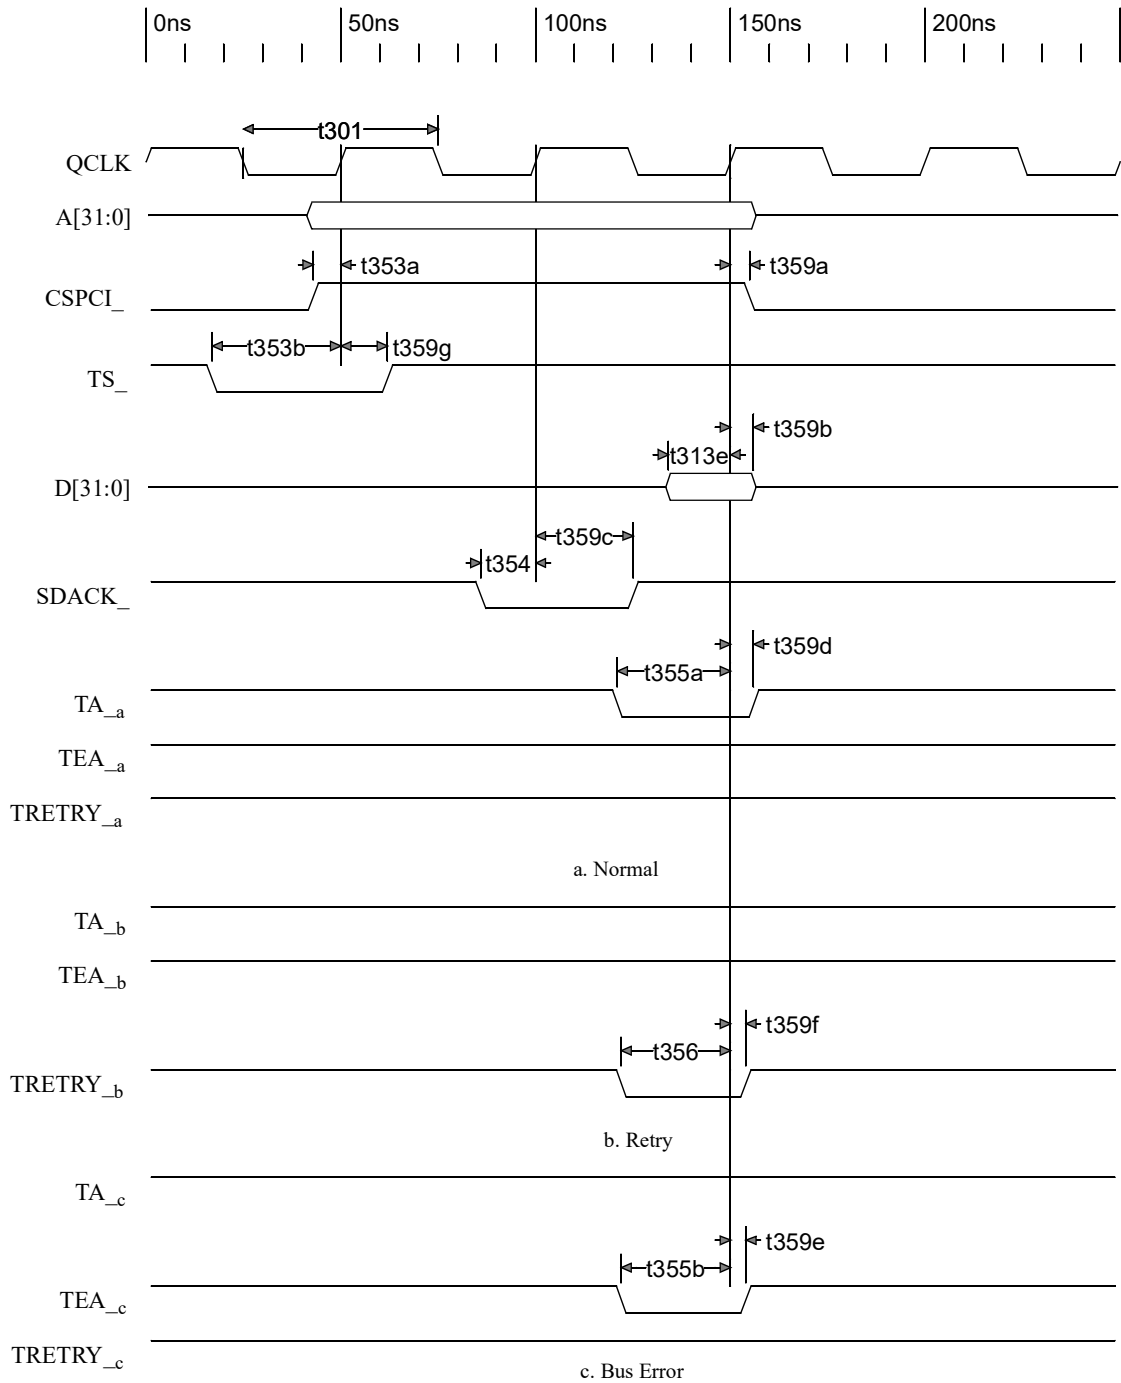 0ns 50ns 100ns 150ns 200ns
t301
QCLK
A[31:0]
t353a t359a
CSPCI_
t353b t359g
TS_
t359b
t313e
D[31:0]
t359c
t354
SDACK_
t359d
t355a
TA_a
TEA_a
TRETRY_a
a. Normal
TA_b
TEA_b
t359f
t356
TRETRY_b
b. Retry
TA_c
t359e
t355b
TEA_c
TRETRY_c
c. Bus Error